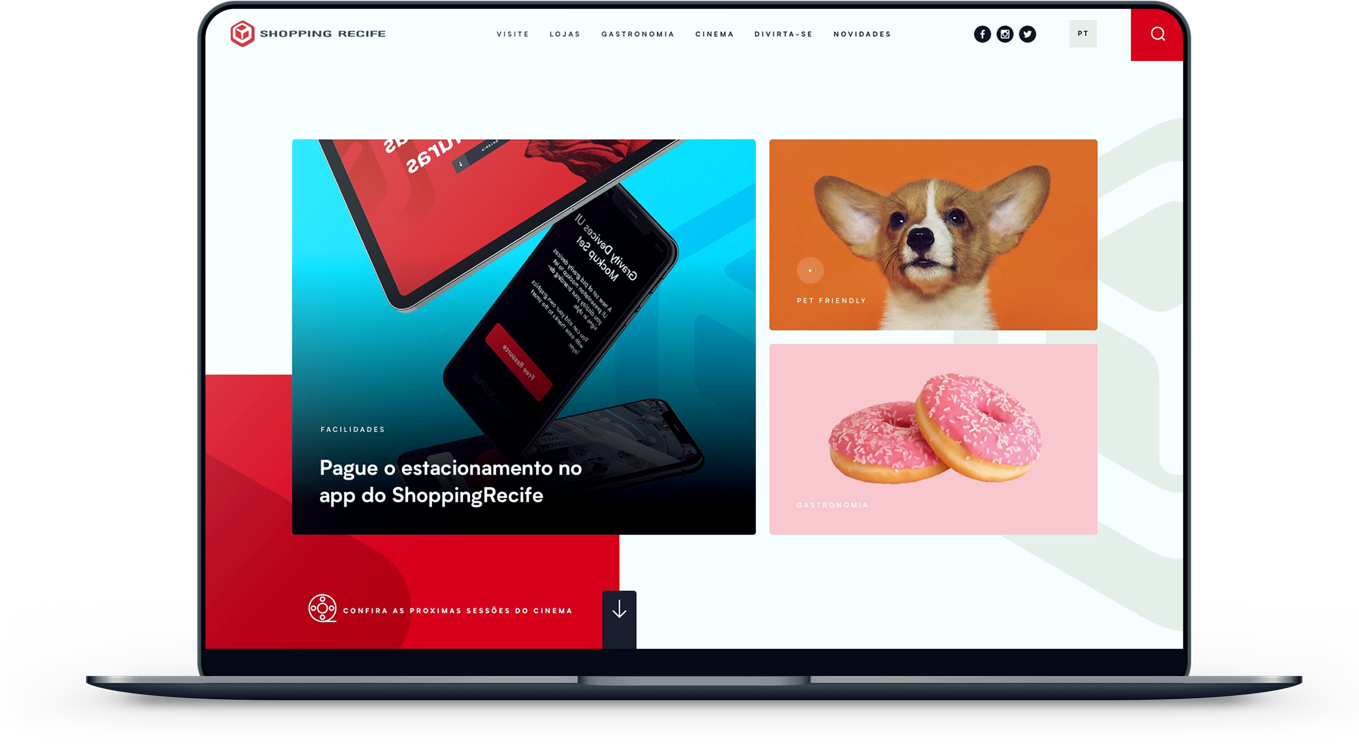 SHOPPING RECIFE
VISITE LOJAS GASTRONOMIA CINEMA DIVIRTA-SE NOVIDADES
PT
Gravity Devices UI
Mockup Set
Free Resource
FACILIDADES
Pague o estacionamento no
app do ShoppingRecife
PET FRIENDLY
GASTRONOMIA
CONFIRA AS PROXIMAS SESSÕES DO CINEMA